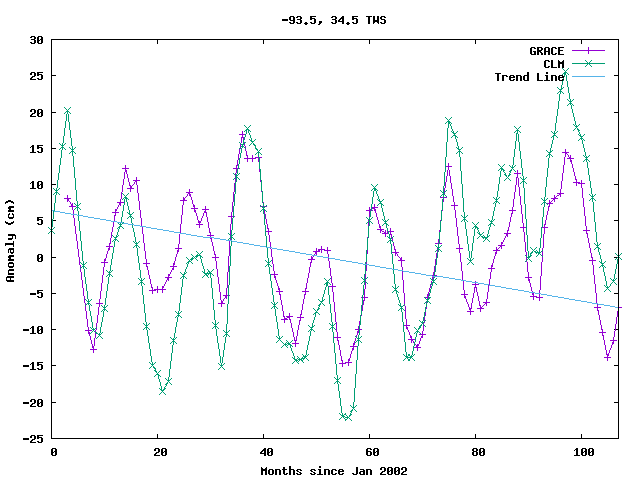 -93.5, 34.5 TWS
30
25
20
15
10
5
0
-5
-10
-15
-20
-25
Anomaly (cm)
GRACE
CLM
Trend Line
0 20 40 60 80 100
Months since Jan 2002